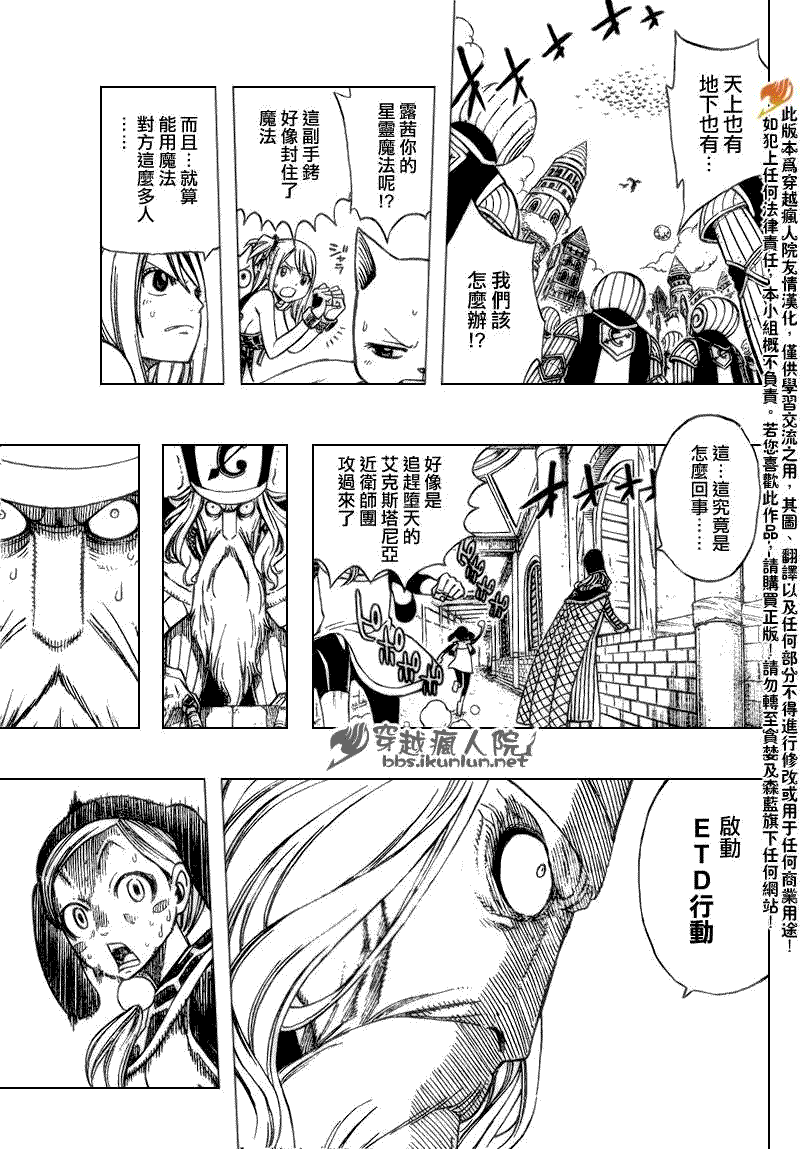 此版本爲穿越瘋人院友情漢化，僅供學習交流之用，其圖、翻譯以及任何部分不得進行修改或用于任何商業用途！
如犯上任何法律責任，本小組概不負責。若您喜歡此作品，請購買正版！請勿轉至貪婪及森藍旗下任何網站！
天上也有
地下也有…
我們該
怎麼辦!?
露茜你的
星靈魔法呢!?
這副手銬
好像封住了
魔法
ジャラ
而且…就算
能用魔法
對方這麼多人
……
這…這究竟是
怎麼回事……
好像是
追趕墮天的
艾克斯塔尼亞
近衛師團
攻過來了
穿越瘋人院
bbs.ikunlun.net
啟動
ETD行動